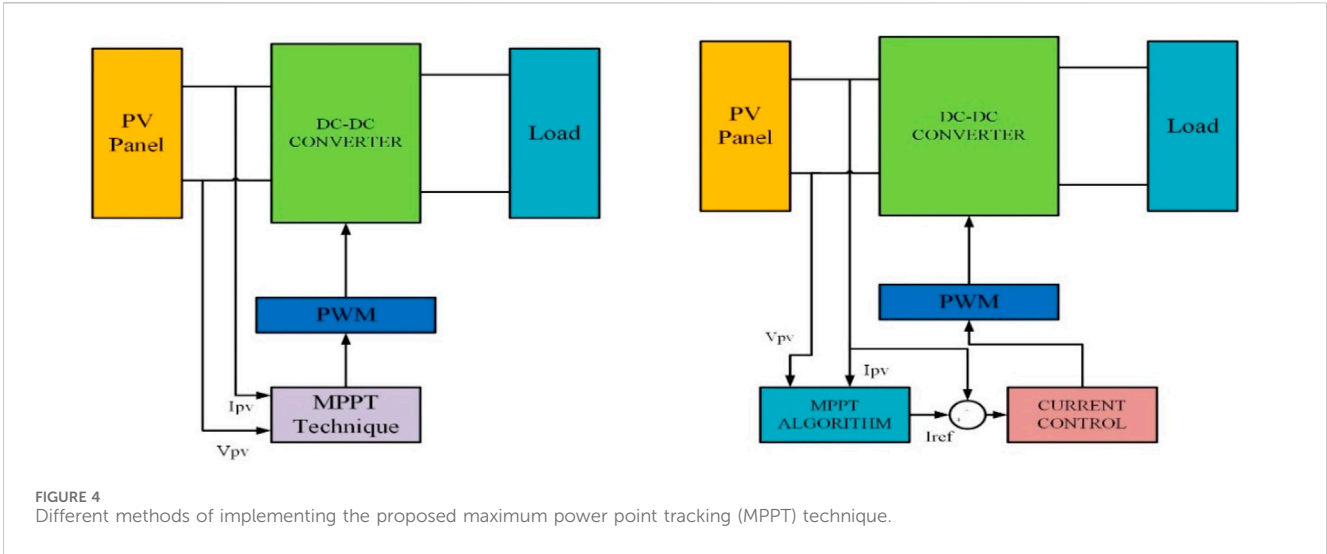 PV
Panel
DC-DC
CONVERTER
Load
PWM
Ipv
MPPT
Technique
Vpv
PV
Panel
DC-DC
CONVERTER
Load
PWM
Vpv
Ipv
MPPT
ALGORITIIM
Iref
CURRENT
CONTROL
FIGURE 4
Different methods of implementing the proposed maximum power point tracking (MPPT) technique.